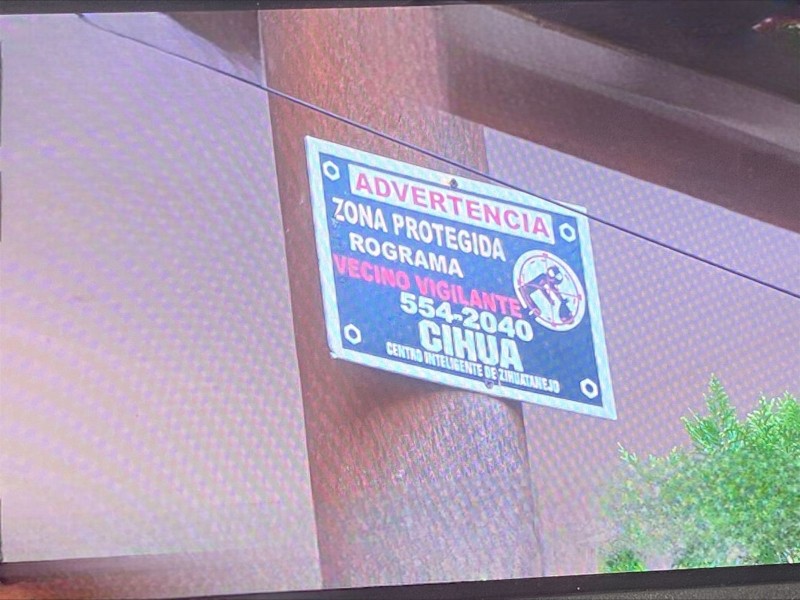 ADVERTENCIA
ZONA PROTEGIDA
ROGRAMA
VECINO VIGILANTE
554-2040
CIHUA
CENTRO INTELIGENTE DE ZIHUATANEJO